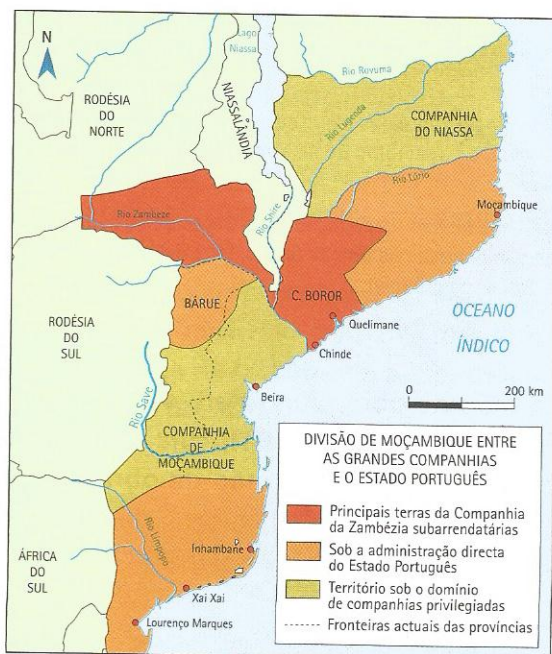 N
Lago
Niassa
RODÉSIA
DO
NORTE
NIASSALÂNDIA
Rio Rovuma
Rio Lugenda
COMPANHIA
DO NIASSA
Rio Lúrio
Moçambique
Rio Shire
Rio Zambeze
BÁRUE
C. BOROR
Quelimane
Chinde
OCEANO
ÍNDICO
RODÉSIA
DO
SUL
Rio Save
Beira
0 200 km
COMPANHIA
DE
MOÇAMBIQUE
Rio Limpopo
ÁFRICA
DO
SUL
Inhambane
Xai Xai
Lourenço Marques
DIVISÃO DE MOÇAMBIQUE ENTRE
AS GRANDES COMPANHIAS
E O ESTADO PORTUGUÊS
Principais terras da Companhia
da Zambézia subarrendatárias
Sob a administração directa
do Estado Português
Território sob o domínio
de companhias privilegiadas
Fronteiras actuais das províncias